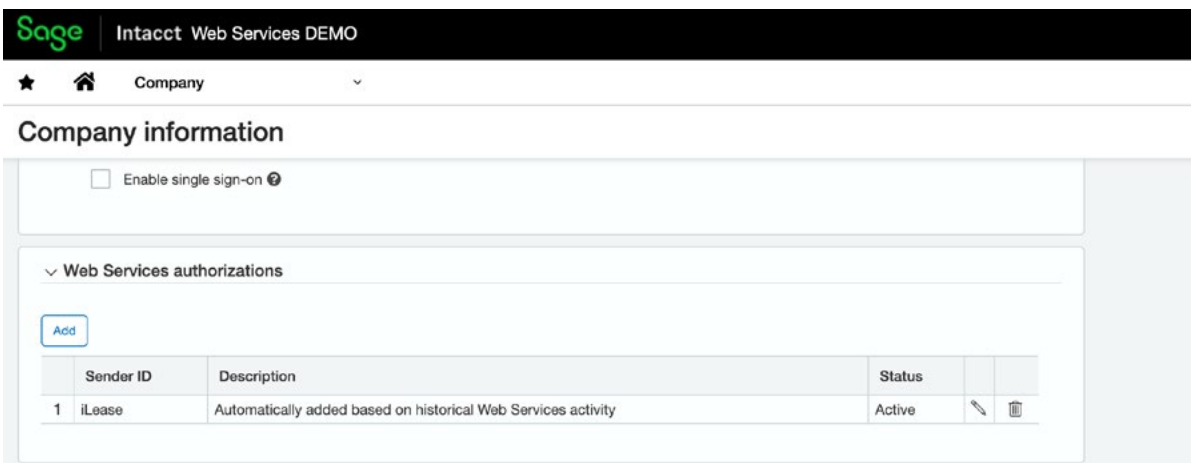 Sage Intacct Web Services DEMO
Company
Company information
Enable single sign-on
Web Services authorizations
Add
Sender ID Description Status
1 iLease Automatically added based on historical Web Services activity Active